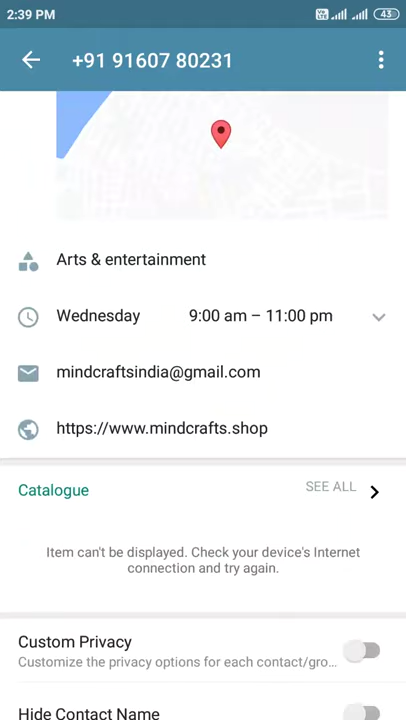 2:39 PM
Vo LTE
43
+91 91607 80231
Arts & entertainment
Wednesday 9:00 am – 11:00 pm
mindcraftsindia@gmail.com
https://www.mindcrafts.shop
Catalogue SEE ALL
Item can't be displayed. Check your device's Internet
connection and try again.
Custom Privacy
Customize the privacy options for each contact/gro...
Hide Contact Name